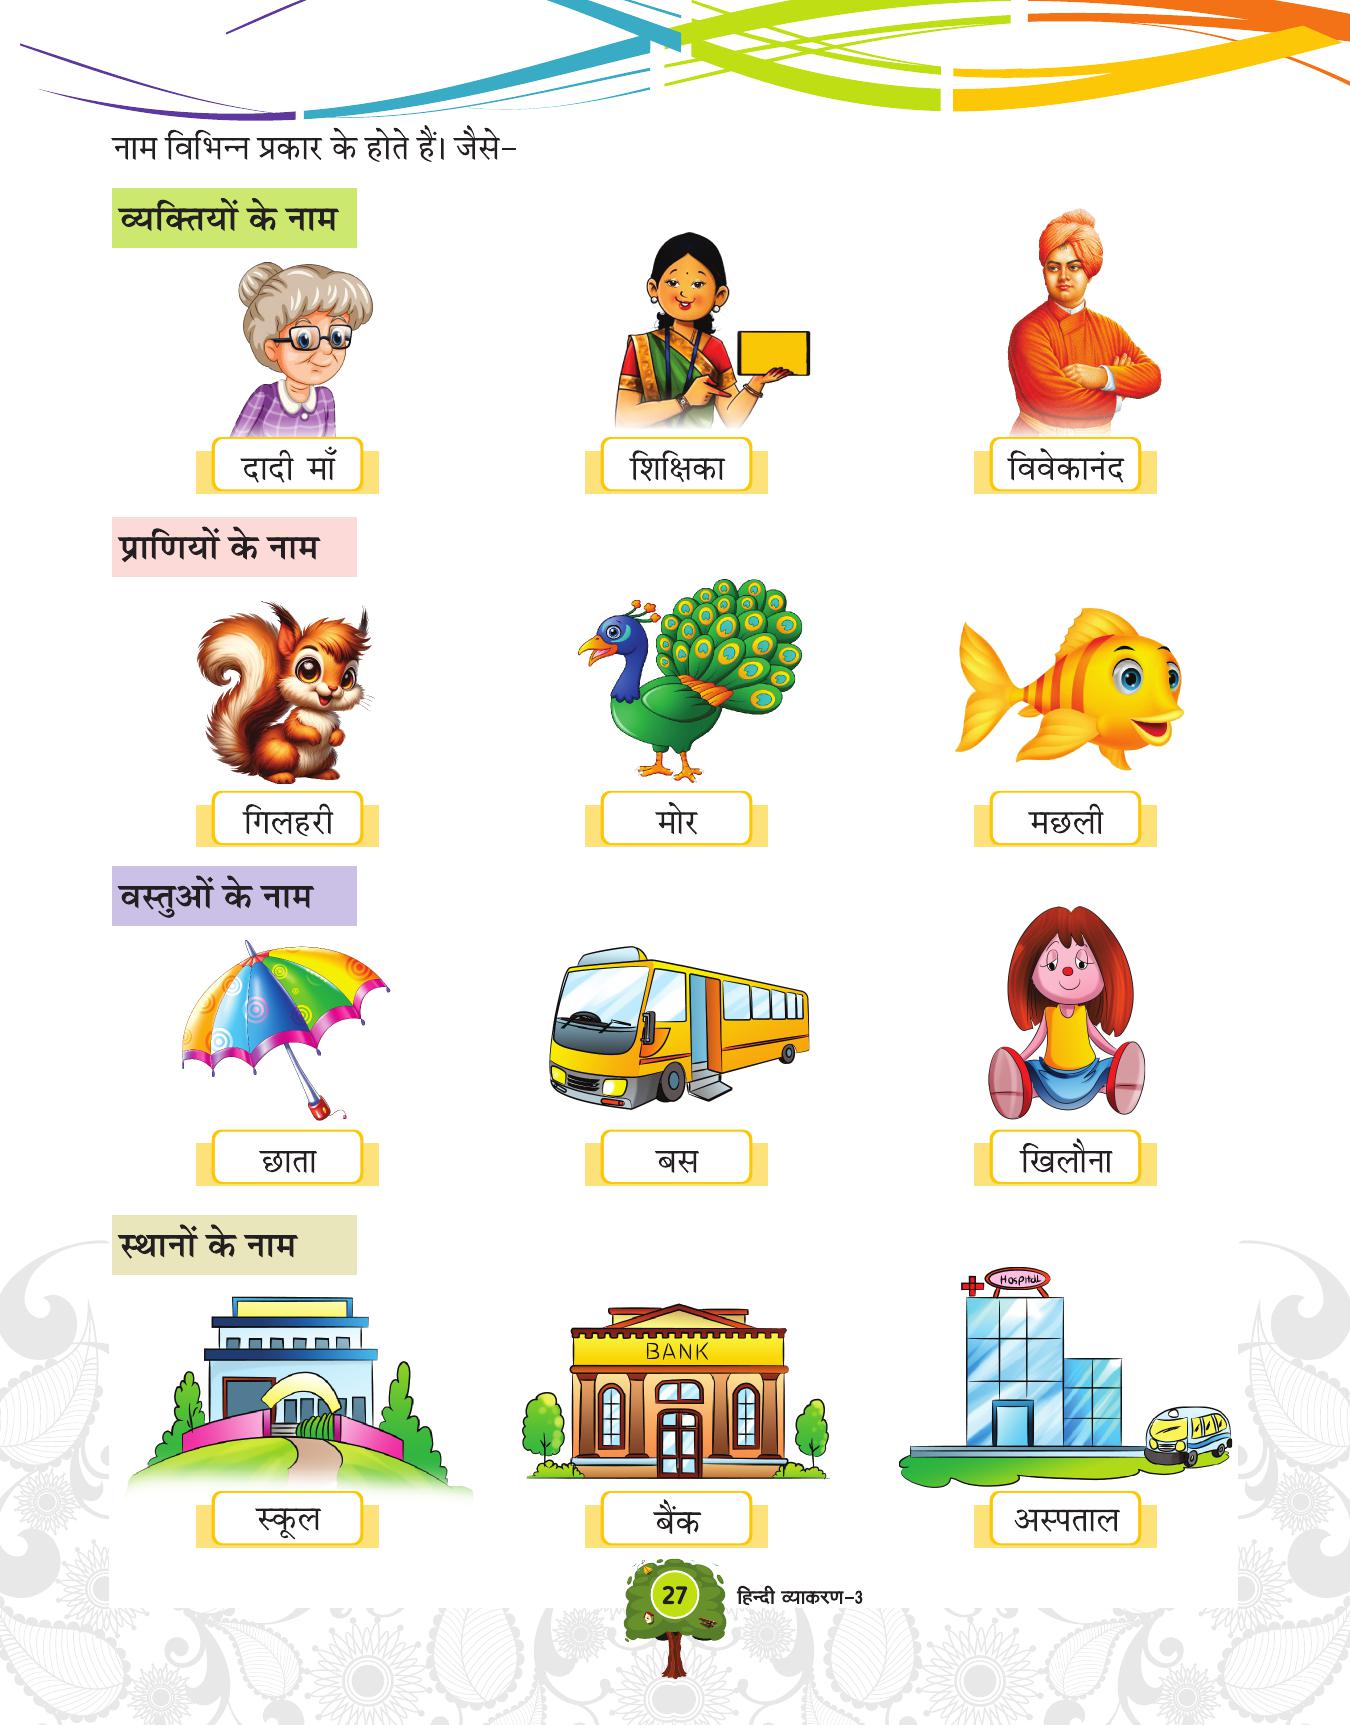 नाम विभिन्न प्रकार के होते हैं। जैसे–
व्यक्तियों के नाम
दादी माँ
शिक्षिका
विवेकानंद
प्राणियों के नाम
गिलहरी
मोर
मछली
वस्तुओं के नाम
छाता
बस
खिलौना
स्थानों के नाम
Hospital
BANK
स्कूल
बैंक
अस्पताल
27
हिन्दी व्याकरण–3